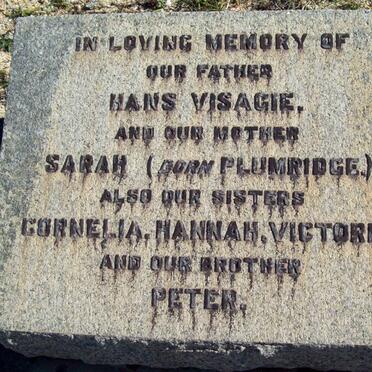 IN LOVING MEMORY OF
OUR FATHER
HANS VISAGIE.
AND OUR MOTHER
SARAH (BORN PLUMRIDGE.)
ALSO OUR SISTERS
CORNELIA. HANNAH. VICTORI
AND OUR BROTHER
PETER.